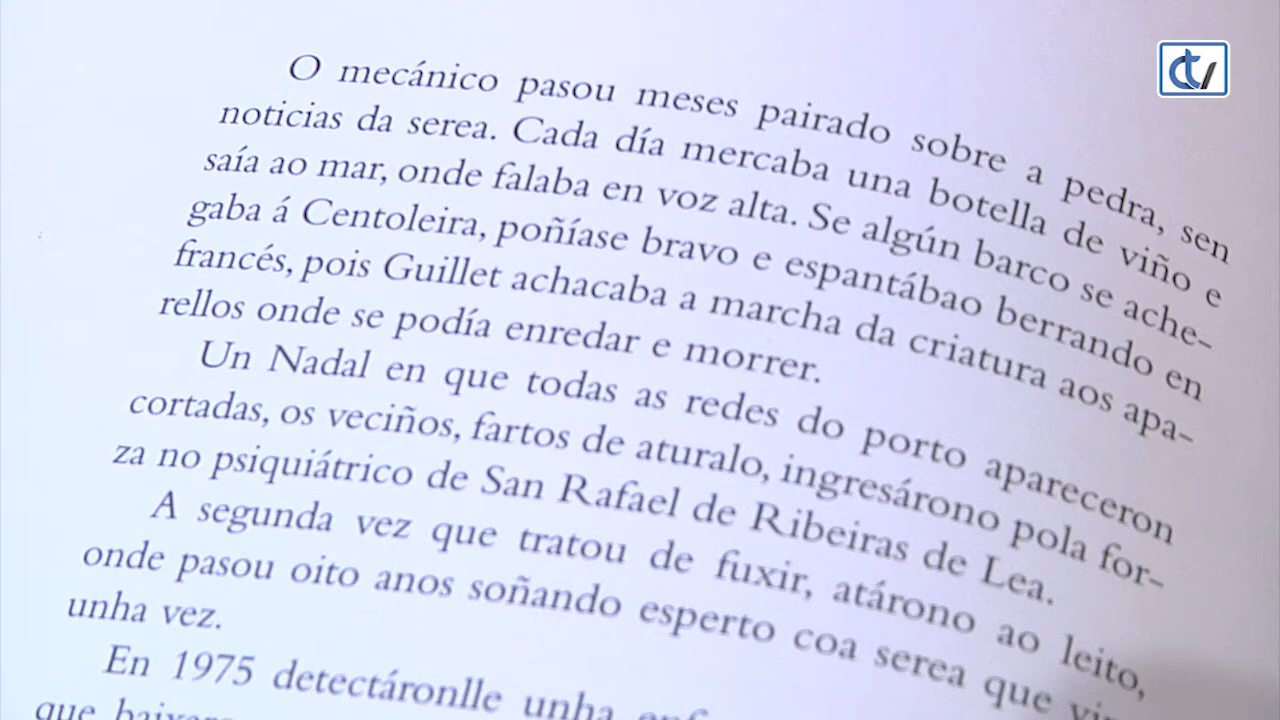 O mecánico pasou meses pairado sobre a pedra, sen
noticias da serea. Cada día mercaba una botella de viño e
saía ao mar, onde falaba en voz alta. Se algún barco se ache-
gaba á Centoleira, poñíase bravo e espantábao berrando en
francés, pois Guillet achacaba a marcha da criatura aos apa-
rellos onde se podía enredar e morrer.
Un Nadal en que todas as redes do porto apareceron
cortadas, os veciños, fartos de aturalo, ingresárono pola for-
za no psiquiátrico de San Rafael de Ribeiras de Lea.
A segunda vez que tratou de fuxir, atárono ao leito,
onde pasou oito anos soñando esperto coa serea que
unha vez.
En 1975 detectáronlle unha
que